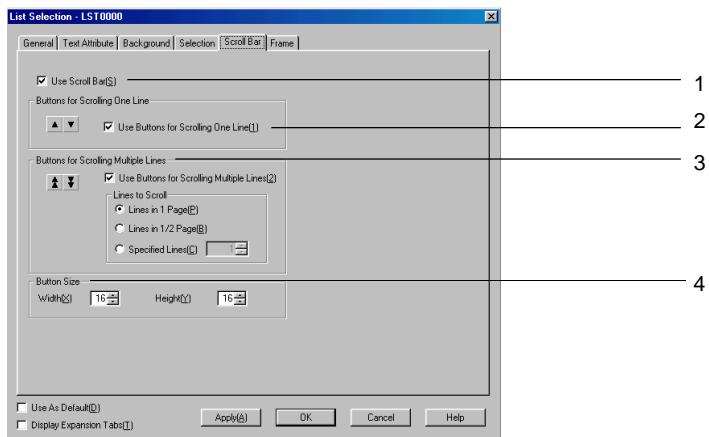 List Selection - LST0000
General Text Attribute Background Selection Scroll Bar Frame
Use Scroll Bar(S)
1
Buttons for Scrolling One Line
Use Buttons for Scrolling One Line(1)
2
Buttons for Scrolling Multiple Lines
3
Use Buttons for Scrolling Multiple Lines(2)
Lines to Scroll
Lines in 1 Page(P)
Lines in 1/2 Page(B)
Specified Lines(C) 1
Button Size
4
Width(X) 16 Height(Y) 16
Use As Default(D)
Display Expansion Tabs(T)
Apply(A) OK Cancel Help